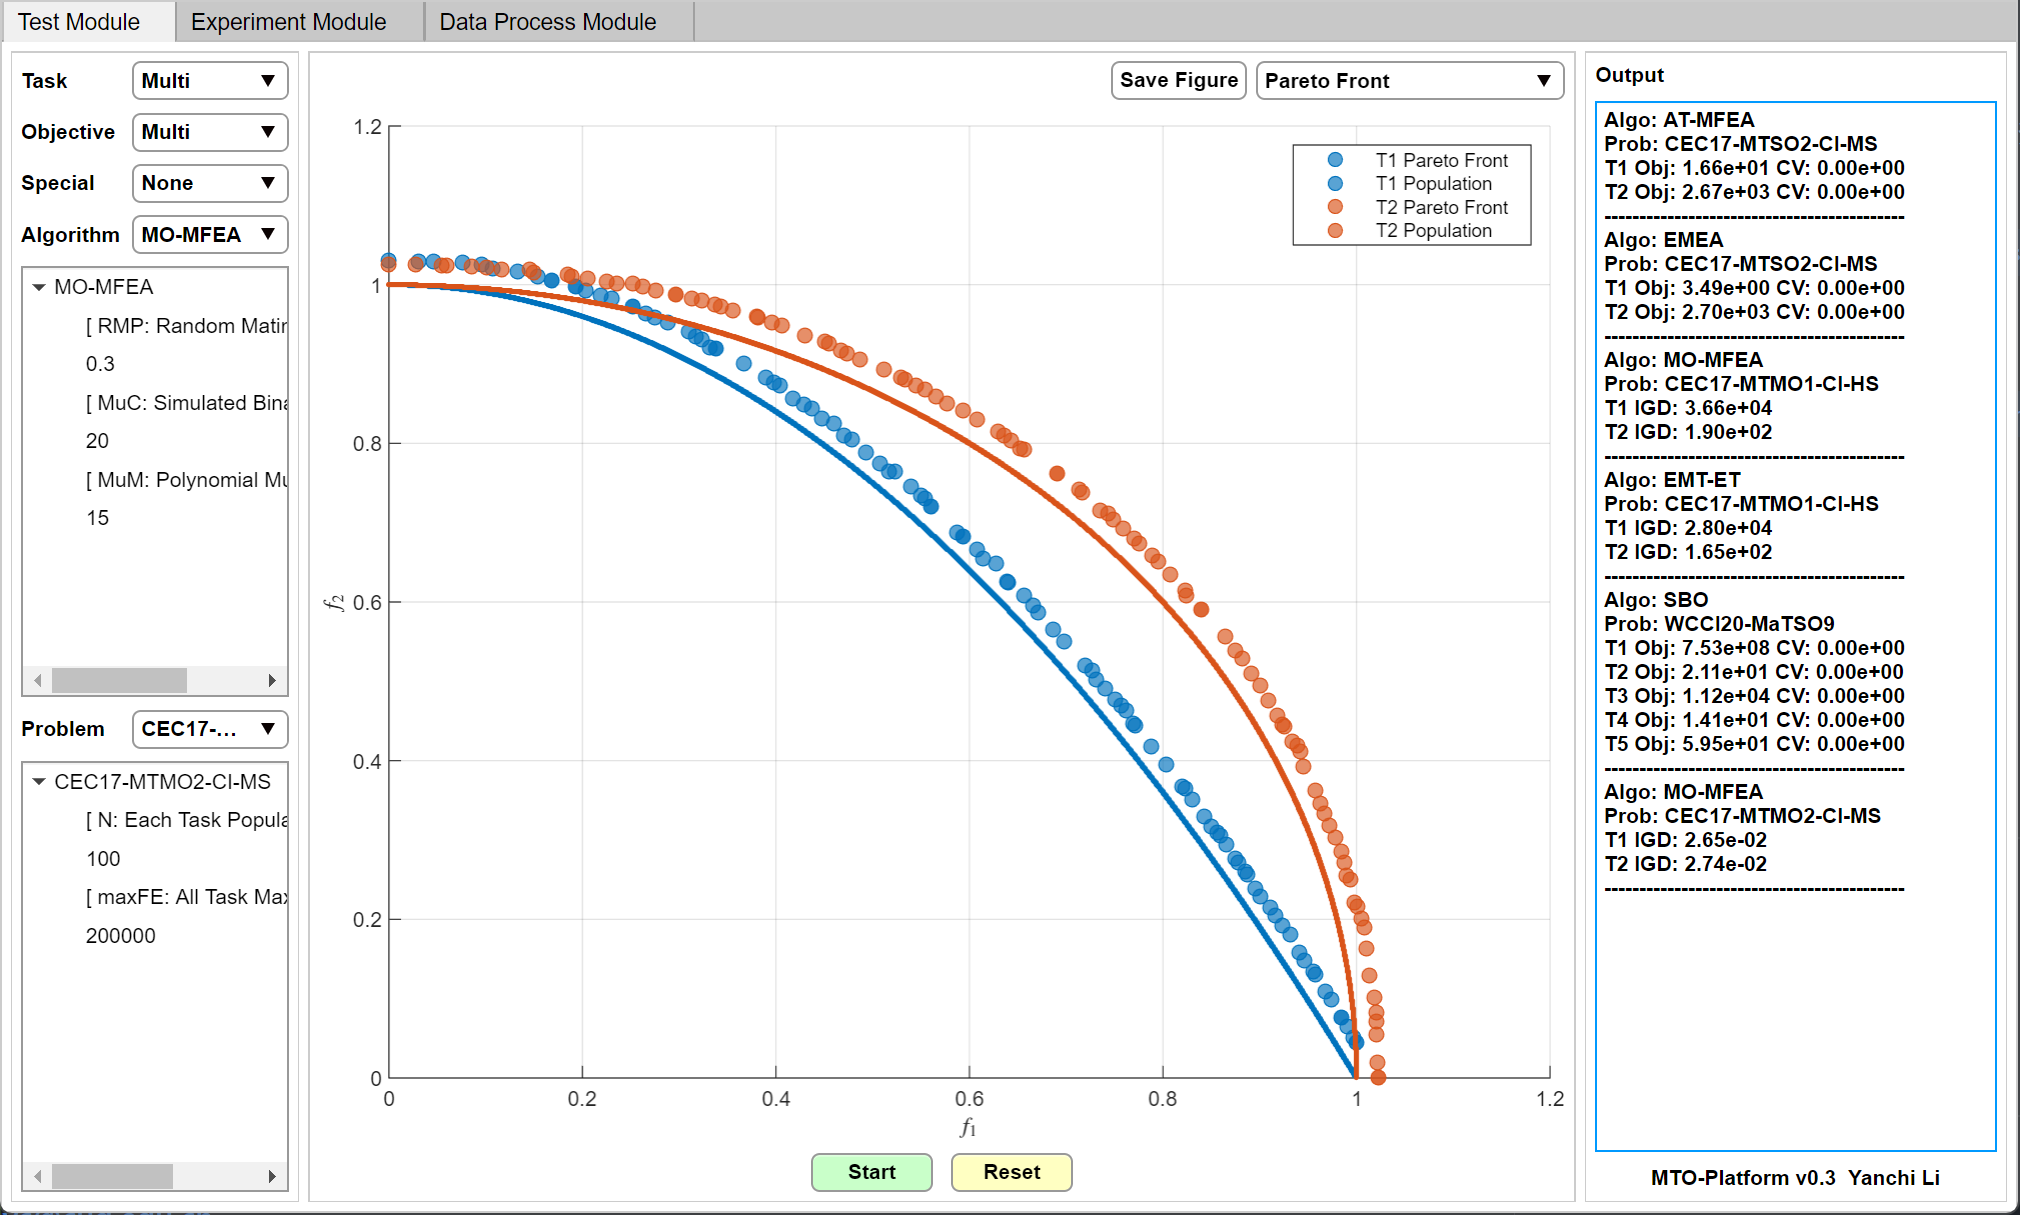 Test Module
Experiment Module
Data Process Module
Task
Multi
Objective
Multi
Special
None
Algorithm
MO-MFEA
MO-MFEA
[ RMP: Random Matin
0.3
[ MuC: Simulated Bina
20
[ MuM: Polynomial Mu
15
Problem
CEC17-...
CEC17-MTMO2-CI-MS
[ N: Each Task Popula
100
[ maxFE: All Task Max
200000
Save Figure
Pareto Front
T1 Pareto Front
T1 Population
T2 Pareto Front
T2 Population
1.2
1
0.8
0.6
0.4
0.2
0
f2
0
0.2
0.4
0.6
0.8
1
1.2
f1
Start
Reset
Output
Algo: AT-MFEA
Prob: CEC17-MTSO2-CI-MS
T1 Obj: 1.66e+01 CV: 0.00e+00
T2 Obj: 2.67e+03 CV: 0.00e+00
-------------------------------------------
Algo: EMEA
Prob: CEC17-MTSO2-CI-MS
T1 Obj: 3.49e+00 CV: 0.00e+00
T2 Obj: 2.70e+03 CV: 0.00e+00
-------------------------------------------
Algo: MO-MFEA
Prob: CEC17-MTMO1-CI-HS
T1 IGD: 3.66e+04
T2 IGD: 1.90e+02
-------------------------------------------
Algo: EMT-ET
Prob: CEC17-MTMO1-CI-HS
T1 IGD: 2.80e+04
T2 IGD: 1.65e+02
-------------------------------------------
Algo: SBO
Prob: WCCI20-MaTSO9
T1 Obj: 7.53e+08 CV: 0.00e+00
T2 Obj: 2.11e+01 CV: 0.00e+00
T3 Obj: 1.12e+04 CV: 0.00e+00
T4 Obj: 1.41e+01 CV: 0.00e+00
T5 Obj: 5.95e+01 CV: 0.00e+00
-------------------------------------------
Algo: MO-MFEA
Prob: CEC17-MTMO2-CI-MS
T1 IGD: 2.65e-02
T2 IGD: 2.74e-02
-------------------------------------------
MTO-Platform v0.3 Yanchi Li